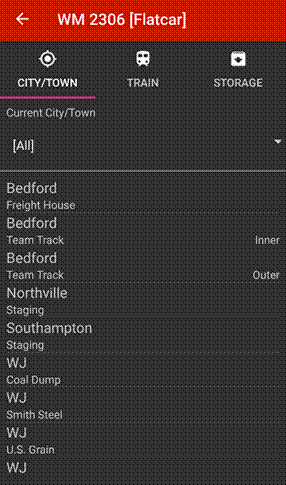 WM 2306 [Flatcar]
CITY/TOWN TRAIN STORAGE
Current City/Town
[All]
Bedford
Freight House
Bedford
Team Track Inner
Bedford
Team Track Outer
Northville
Staging
Southampton
Staging
WJ
Coal Dump
WJ
Smith Steel
WJ
U.S. Grain
WJ